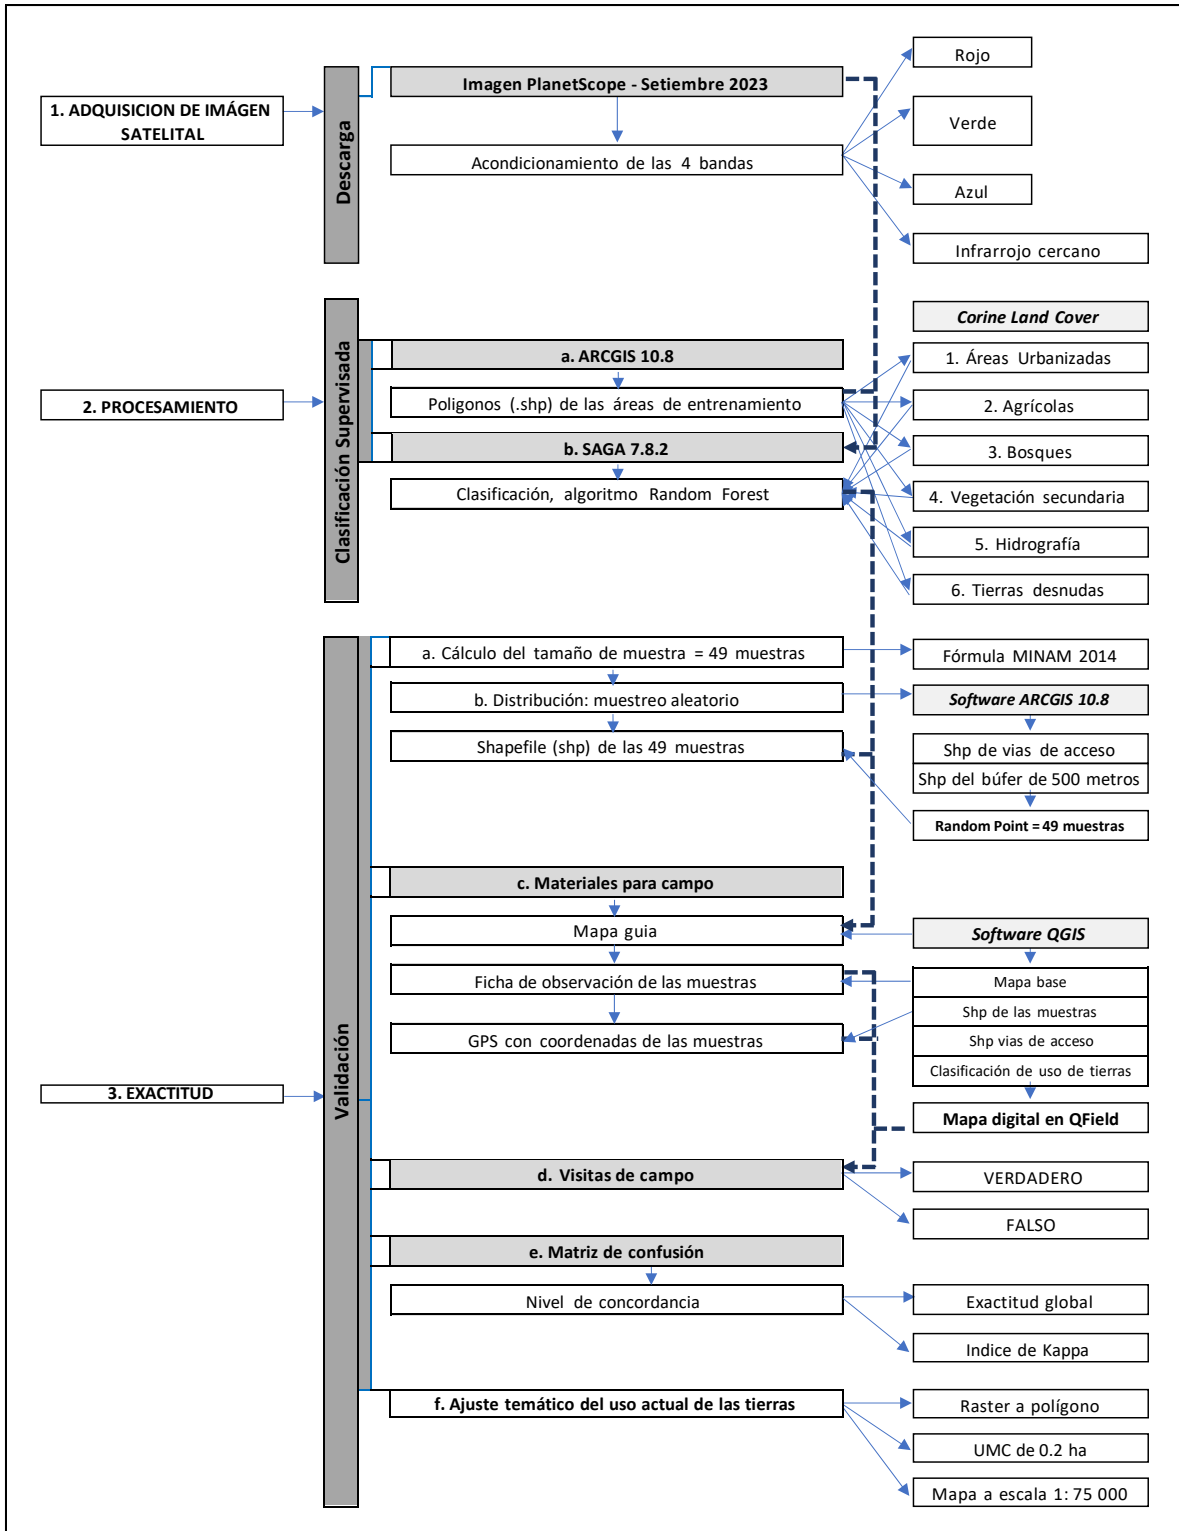 1. ADQUISICION DE IMÁGEN
SATELITAL
Descarga
Imagen PlanetScope - Setiembre 2023
Acondicionamiento de las 4 bandas
Rojo
Verde
Azul
Infrarrojo cercano
2. PROCESAMIENTO
Clasificación Supervisada
a. ARCGIS 10.8
Poligonos (.shp) de las áreas de entrenamiento
b. SAGA 7.8.2
Clasificación, algoritmo Random Forest
Corine Land Cover
1. Áreas Urbanizadas
2. Agrícolas
3. Bosques
4. Vegetación secundaria
5. Hidrografía
6. Tierras desnudas
3. EXACTITUD
Validación
a. Cálculo del tamaño de muestra = 49 muestras
Fórmula MINAM 2014
b. Distribución: muestreo aleatorio
Software ARCGIS 10.8
Shapefile (shp) de las 49 muestras
Shp de vias de acceso
Shp del búfer de 500 metros
Random Point = 49 muestras
c. Materiales para campo
Mapa guia
Ficha de observación de las muestras
GPS con coordenadas de las muestras
Software QGIS
Mapa base
Shp de las muestras
Shp vias de acceso
Clasificación de uso de tierras
Mapa digital en QField
d. Visitas de campo
VERDADERO
FALSO
e. Matriz de confusión
Nivel de concordancia
Exactitud global
Indice de Kappa
f. Ajuste temático del uso actual de las tierras
Raster a polígono
UMC de 0.2 ha
Mapa a escala 1: 75 000